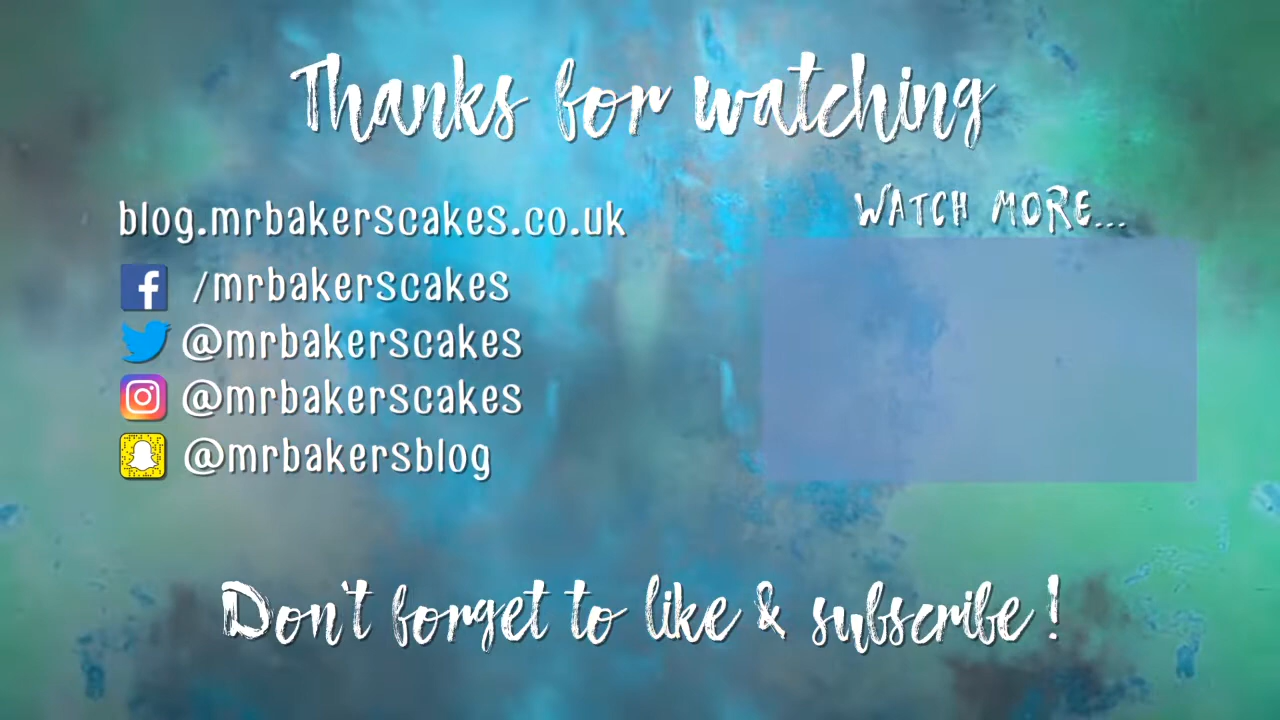 Thanks for watching
blog.mrbakerscakes.co.uk
/mrbakerscakes
@mrbakerscakes
@mrbakerscakes
@mrbakersblog
WATCH MORE...
Don't forget to like & subscribe!